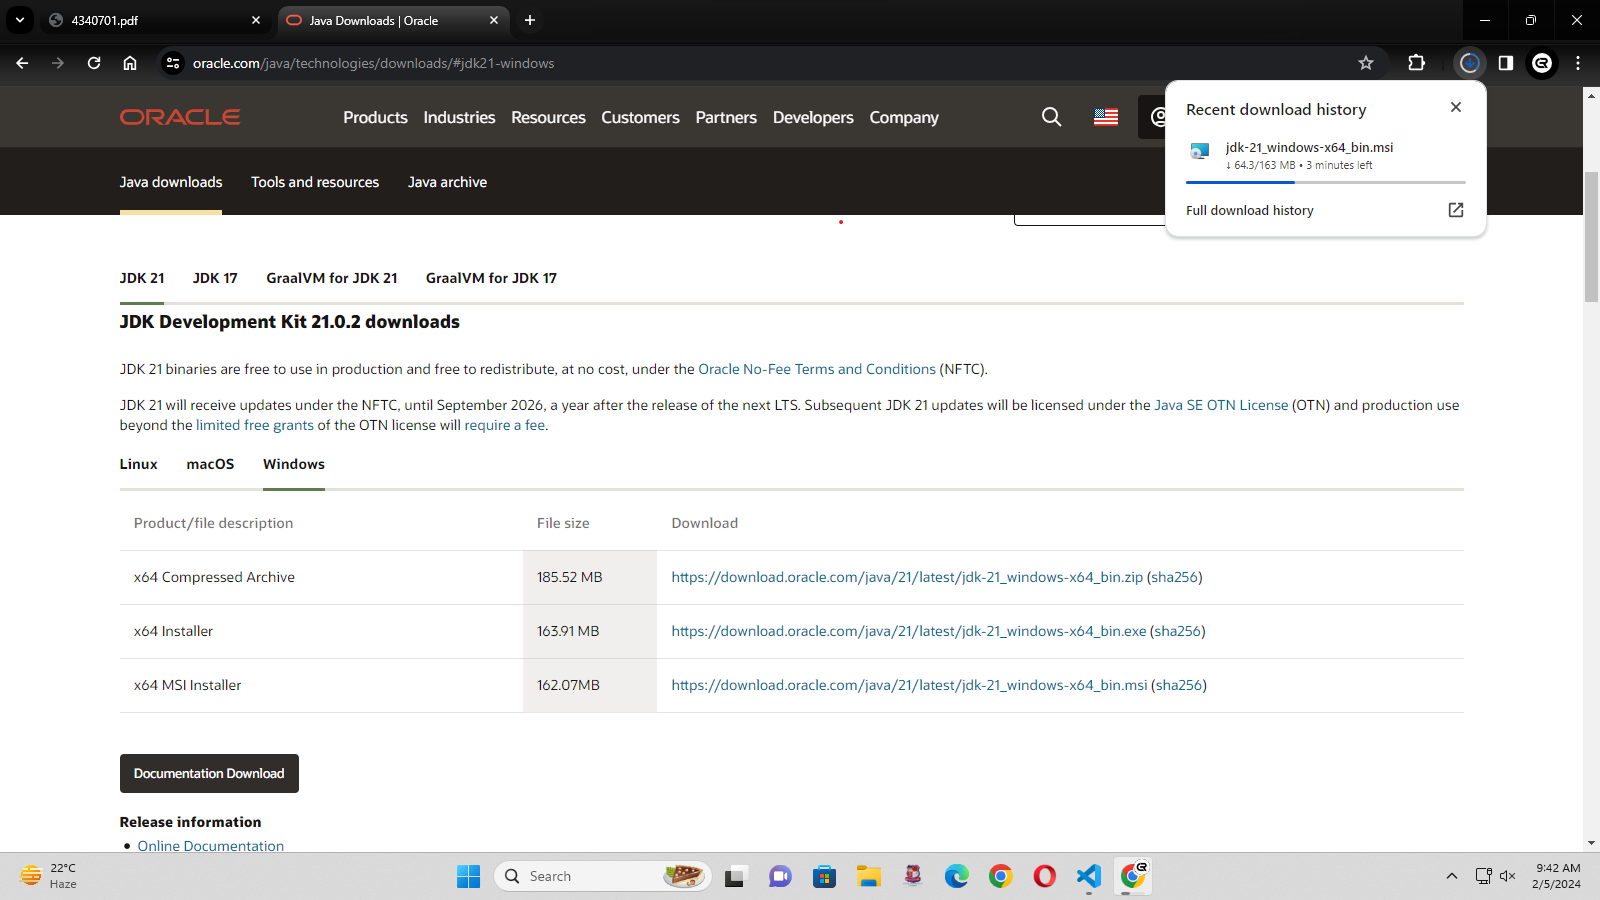 4340701.pdf
Java Downloads | Oracle
oracle.com/java/technologies/downloads/#jdk21-windows
ORACLE
Products Industries Resources Customers Partners Developers Company
Recent download history
jdk-21_windows-x64_bin.msi
↓ 64.3/163 MB • 3 minutes left
Full download history
Java downloads Tools and resources Java archive
JDK 21 JDK 17 GraalVM for JDK 21 GraalVM for JDK 17
JDK Development Kit 21.0.2 downloads
JDK 21 binaries are free to use in production and free to redistribute, at no cost, under the Oracle No-Fee Terms and Conditions (NFTC).
JDK 21 will receive updates under the NFTC, until September 2026, a year after the release of the next LTS. Subsequent JDK 21 updates will be licensed under the Java SE OTN License (OTN) and production use
beyond the limited free grants of the OTN license will require a fee.
Linux macOS Windows
Product/file description File size Download
x64 Compressed Archive 185.52 MB https://download.oracle.com/java/21/latest/jdk-21_windows-x64_bin.zip (sha256)
x64 Installer 163.91 MB https://download.oracle.com/java/21/latest/jdk-21_windows-x64_bin.exe (sha256)
x64 MSI Installer 162.07MB https://download.oracle.com/java/21/latest/jdk-21_windows-x64_bin.msi (sha256)
Documentation Download
Release information
• Online Documentation
22°C
Haze
Search
9:42 AM
2/5/2024